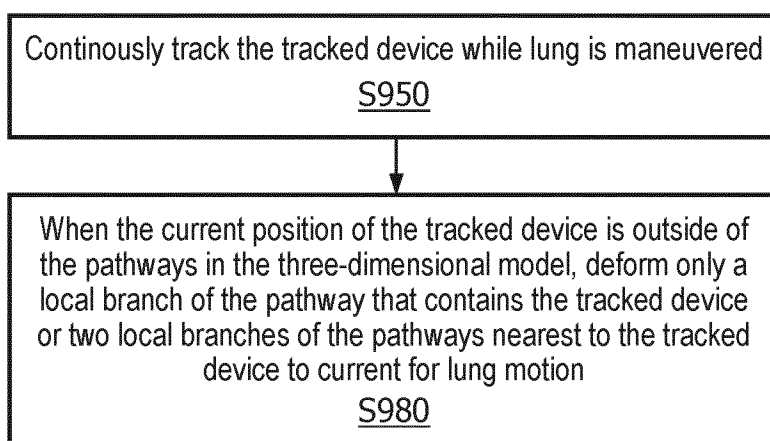 Continously track the tracked device while lung is maneuvered
S950
When the current position of the tracked device is outside of
the pathways in the three-dimensional model, deform only a
local branch of the pathway that contains the tracked device
or two local branches of the pathways nearest to the tracked
device to current for lung motion
S980